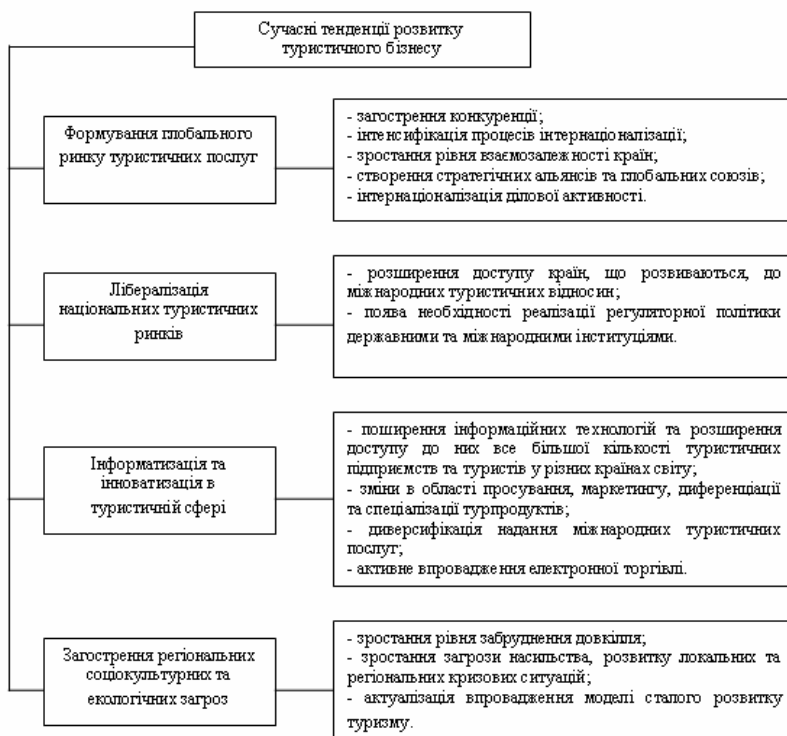 Сучасні тенденції розвитку
туристичного бізнесу
Формування глобального
ринку туристичних послуг
- загострення конкуренції;
- інтенсифікація процесів інтернаціоналізації;
- зростання рівня взаємозалежності країн;
- створення стратегічних альянсів та глобальних союзів;
- інтернаціоналізація ділової активності.
Лібералізація
національних туристичних
ринків
- розширення доступу країн, що розвиваються, до
міжнародних туристичних відносин;
- поява необхідності реалізації регуляторної політики
державними та міжнародними інституціями.
Інформатизація та
інноватизація в
туристичній сфері
- поширення інформаційних технологій та розширення
доступу до них все більшої кількості туристичних
підприємств та туристів у різних країнах світу;
- зміни в області просування, маркетингу, диференціації
та спеціалізації турпродуктів;
- диверсифікація надання міжнародних туристичних
послуг;
- активне впровадження електронної торгівлі.
Загострення регіональних
соціокультурних та
екологічних загроз
- зростання рівня забруднення довкілля;
- зростання загрози насильства, розвитку локальних та
регіональних кризових ситуацій;
- актуалізація впровадження моделі сталого розвитку
туризму.